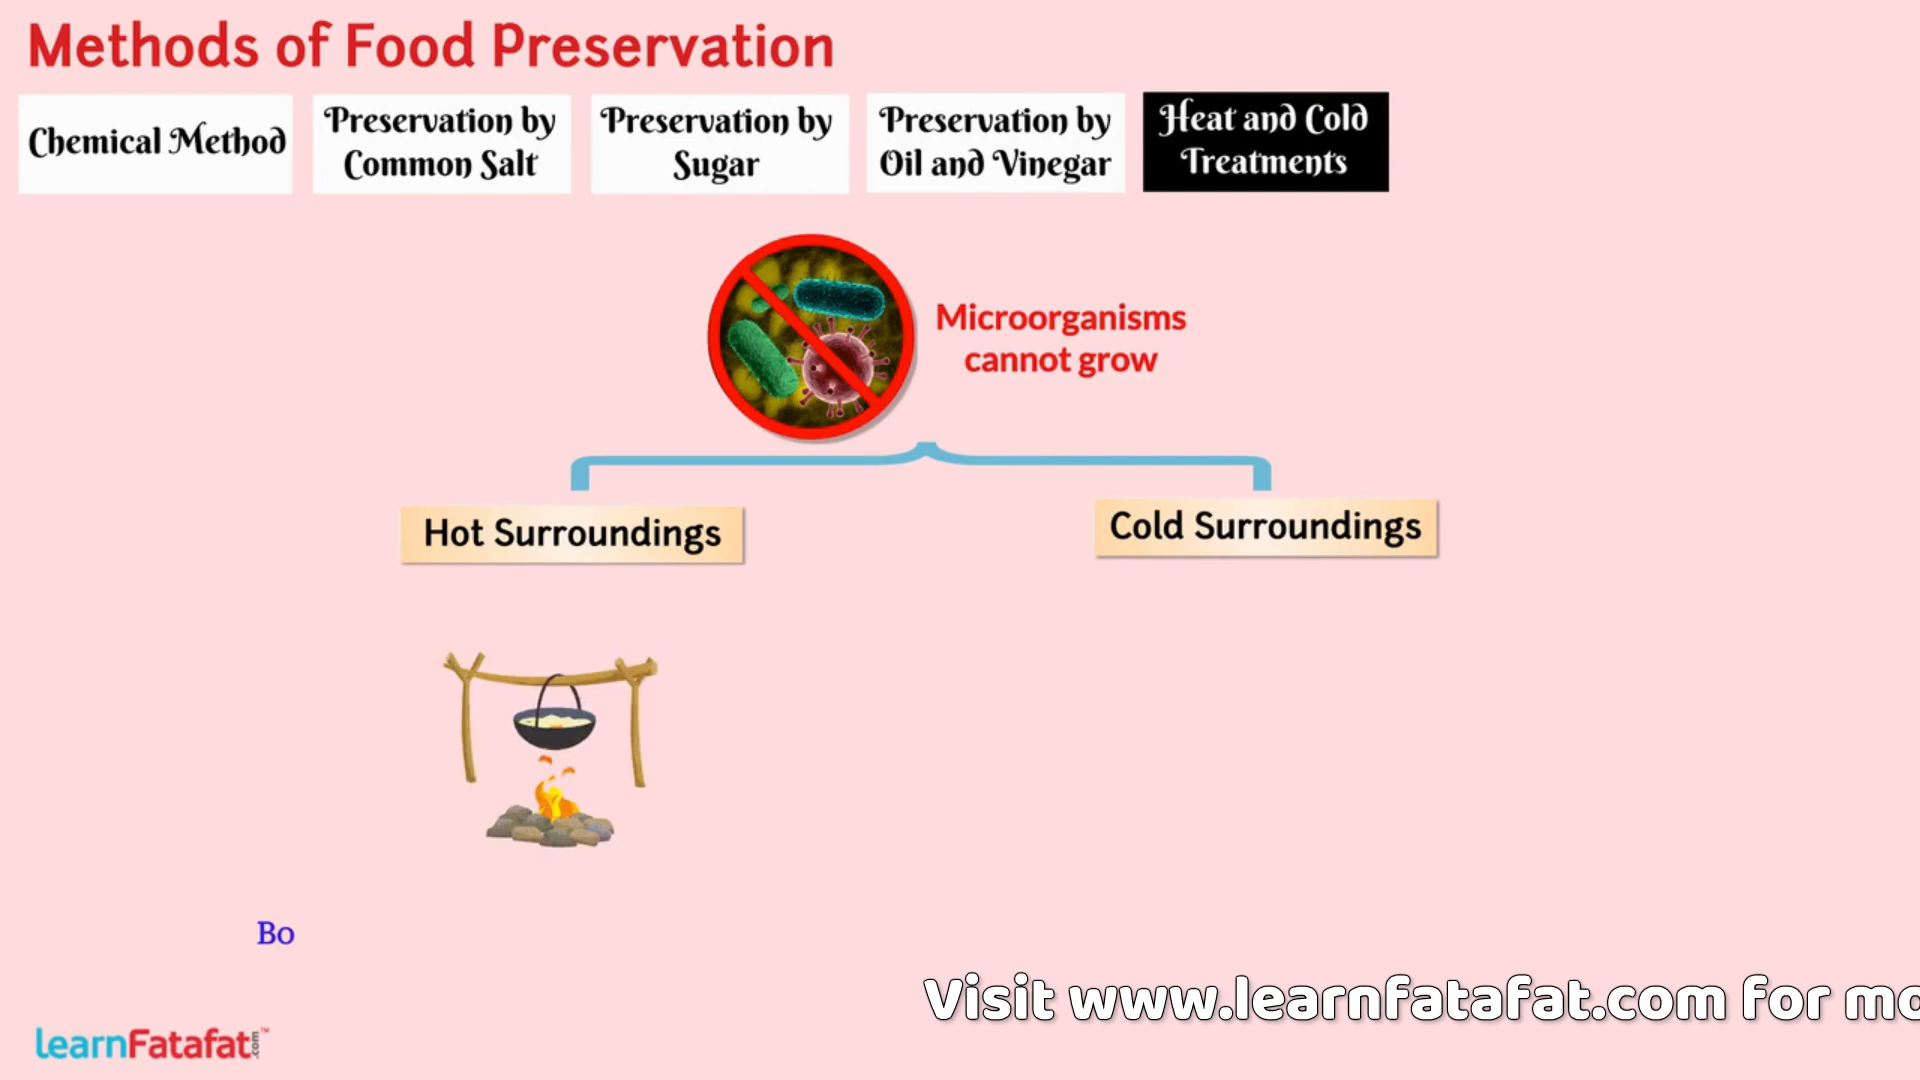 Methods of Food Preservation
Chemical Method
Preservation by
Common Salt
Preservation by
Sugar
Preservation by
Oil and Vinegar
Heat and Cold
Treatments
Microorganisms
cannot grow
Hot Surroundings
Cold Surroundings
Bo
Visit www.learnfatafat.com for mo
learnFatafat.com™